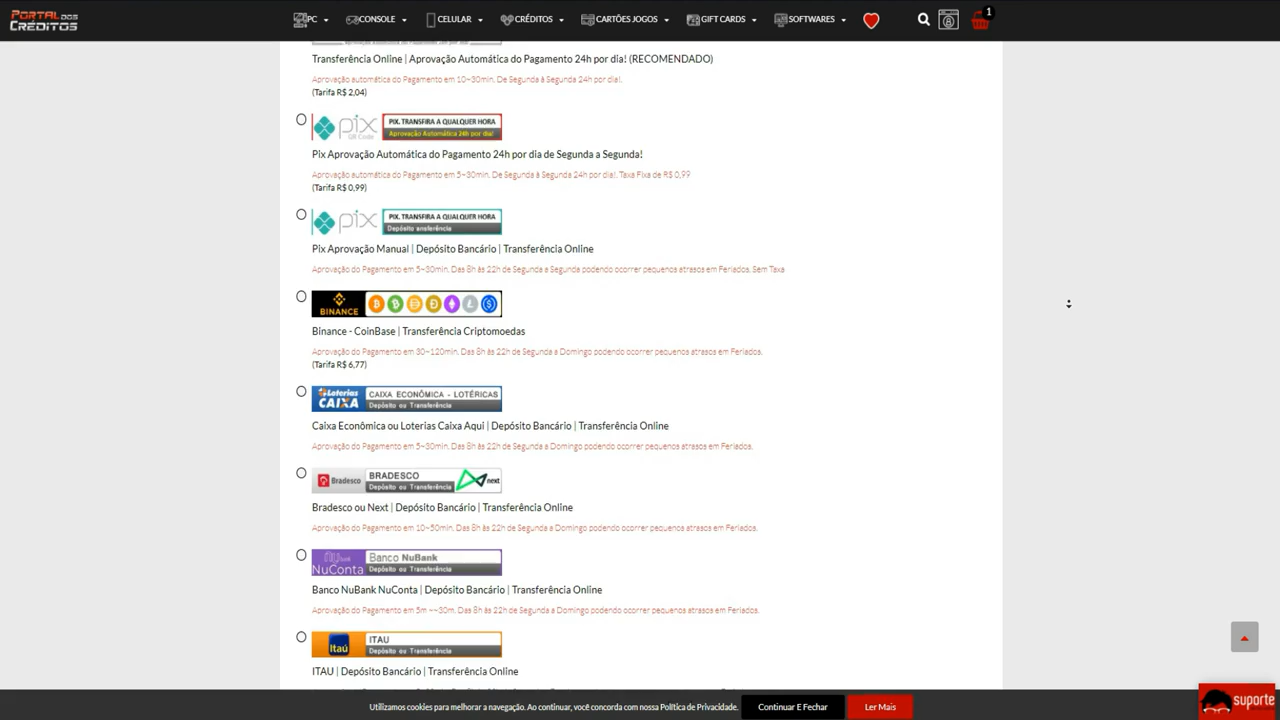 PORTAL DOS CRÉDITOS
PC
CONSOLE
CELULAR
CRÉDITOS
CARTÕES JOGOS
GIFT CARDS
SOFTWARES
1
Transferência Online | Aprovação Automática do Pagamento 24h por dia! (RECOMENDADO)
Aprovação automática do Pagamento em 10~30min. De Segunda à Segunda 24h por dia!.
(Tarifa R$ 2,04)
pix QR Code PIX. TRANSFIRA A QUALQUER HORA
Aprovação Automática 24h por dia!
Pix Aprovação Automática do Pagamento 24h por dia de Segunda a Segunda!
Aprovação automática do Pagamento em 5~30min. De Segunda à Segunda 24h por dia!. Taxa Fixa de R$ 0,99
(Tarifa R$ 0,99)
pix PIX. TRANSFIRA A QUALQUER HORA
Depósito ansferência
Pix Aprovação Manual | Depósito Bancário | Transferência Online
Aprovação do Pagamento em 5~30min. Das 8h às 22h de Segunda a Segunda podendo ocorrer pequenos atrasos em Feriados. Sem Taxa
BINANCE
Binance - CoinBase | Transferência Criptomoedas
Aprovação do Pagamento em 30~120min. Das 8h às 22h de Segunda a Domingo podendo ocorrer pequenos atrasos em Feriados.
(Tarifa R$ 6,77)
Loterias CAIXA CAIXA ECONÔMICA - LOTÉRICAS
Depósito ou Transferência
Caixa Econômica ou Loterias Caixa Aqui | Depósito Bancário | Transferência Online
Aprovação do Pagamento em 5~30min. Das 8h às 22h de Segunda a Domingo podendo ocorrer pequenos atrasos em Feriados.
Bradesco BRADESCO next
Depósito ou Transferência
Bradesco ou Next | Depósito Bancário | Transferência Online
Aprovação do Pagamento em 10~50min. Das 8h às 22h de Segunda a Domingo podendo ocorrer pequenos atrasos em Feriados.
nu NuConta Banco NuBank
Depósito ou Transferência
Banco NuBank NuConta | Depósito Bancário | Transferência Online
Aprovação do Pagamento em 5m ~~30m. Das 8h às 22h de Segunda a Domingo podendo ocorrer pequenos atrasos em Feriados.
Itaú ITAU
Depósito ou Transferência
ITAU | Depósito Bancário | Transferência Online
Utilizamos cookies para melhorar a navegação. Ao continuar, você concorda com nossa Política de Privacidade.
Continuar E Fechar
Ler Mais
suporte